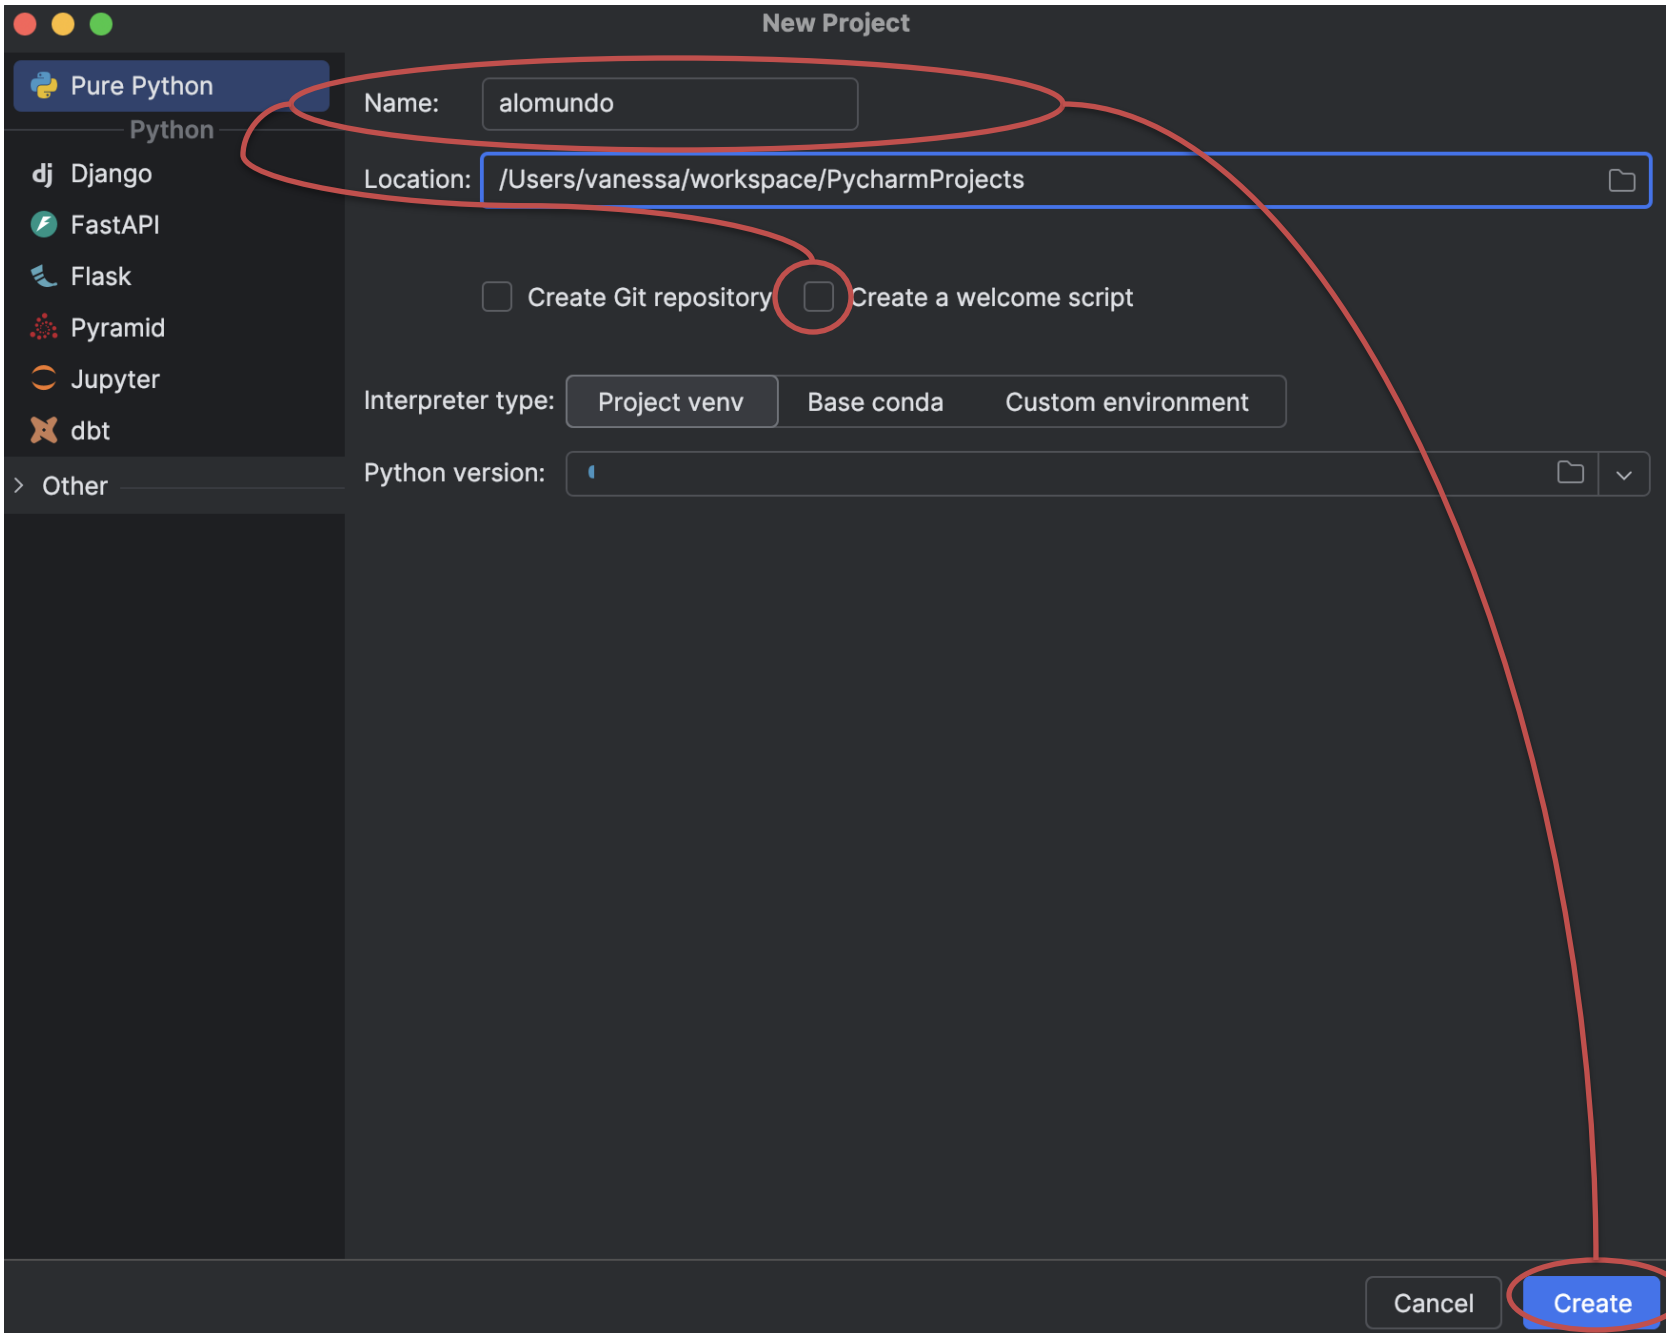 New Project
Pure Python
Python
dj Django
FastAPI
Flask
Pyramid
Jupyter
dbt
Other
Name: alomundo
Location: /Users/vanessa/workspace/PycharmProjects
Create Git repository Create a welcome script
Interpreter type: Project venv Base conda Custom environment
Python version:
Cancel Create